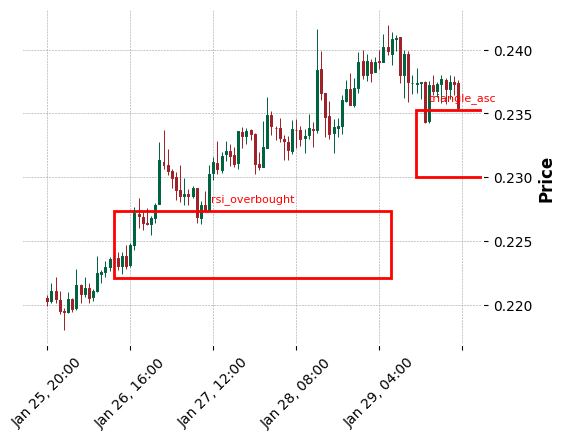 0.240
0.235
0.230
0.225
0.220
Price
triangle_asc
rsi_overbought
Jan 25, 20:00
Jan 26, 16:00
Jan 27, 12:00
Jan 28, 08:00
Jan 29, 04:00